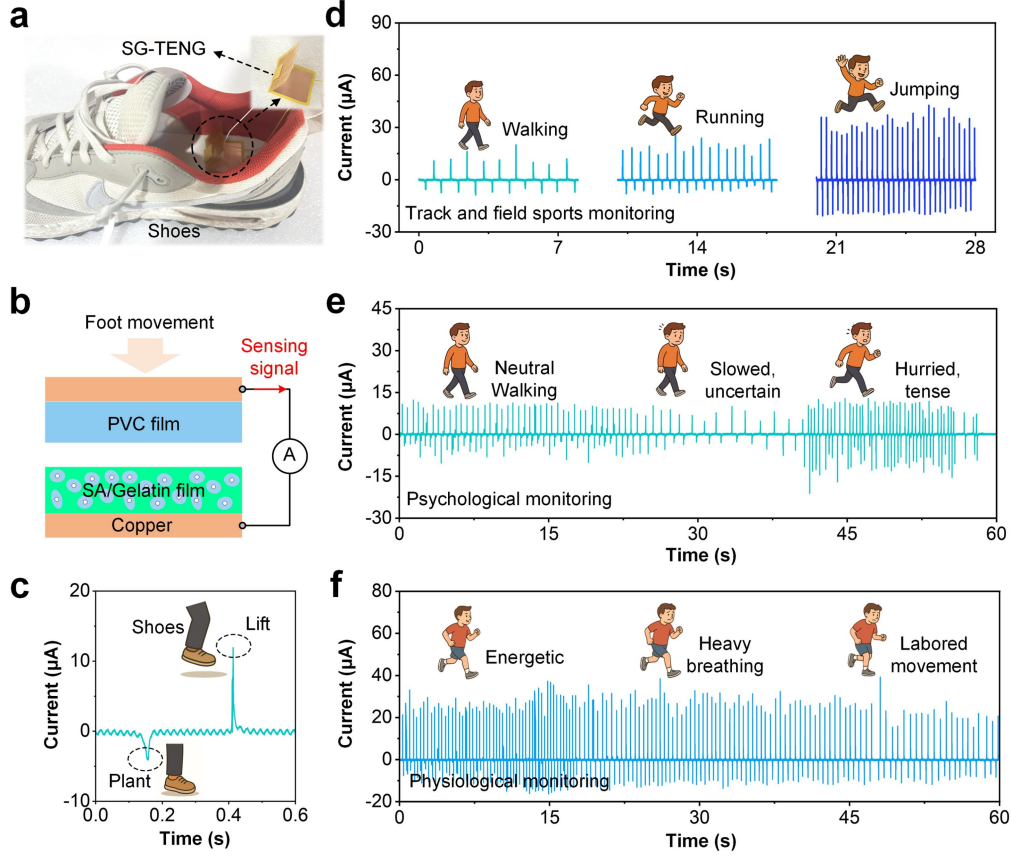 a
SG-TENG
Shoes
b
Foot movement
Sensing
signal
PVC film
A
SA/Gelatin film
Copper
c
Current (µA)
20
10
0
-10
Shoes
Lift
Plant
0.0
0.2
0.4
0.6
Time (s)
d
Current (µA)
90
60
30
0
-30
Walking
Running
Jumping
Track and field sports monitoring
0
7
14
21
28
Time (s)
e
Current (µA)
45
30
15
0
-15
-30
Neutral
Walking
Slowed,
uncertain
Hurried,
tense
Psychological monitoring
0
15
30
45
60
Time (s)
f
Current (µA)
80
60
40
20
0
-20
Energetic
Heavy
breathing
Labored
movement
Physiological monitoring
0
15
30
45
60
Time (s)